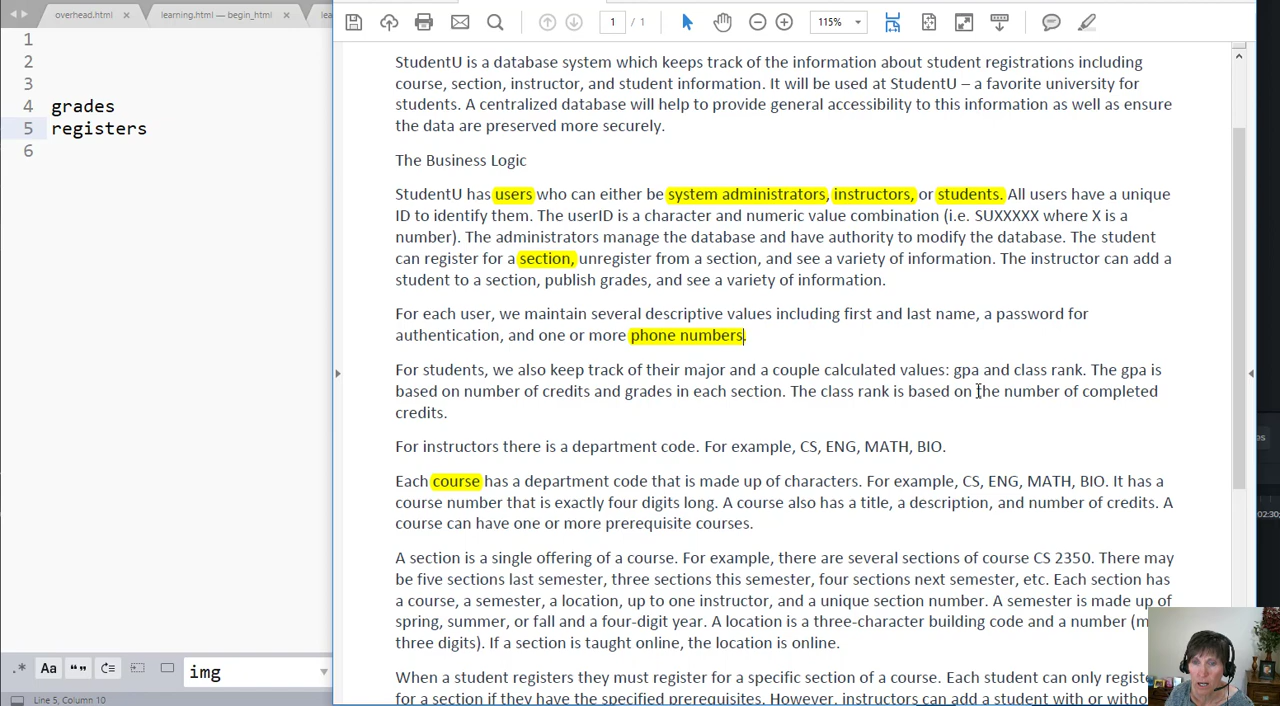 overhead.html ×
learning.html — begin_html ×
1 / 1
115%
1
2
3
4 grades
5 registers
6
StudentU is a database system which keeps track of the information about student registrations including
course, section, instructor, and student information. It will be used at StudentU – a favorite university for
students. A centralized database will help to provide general accessibility to this information as well as ensure
the data are preserved more securely.
The Business Logic
StudentU has users who can either be system administrators, instructors, or students. All users have a unique
ID to identify them. The userID is a character and numeric value combination (i.e. SUXXXXX where X is a
number). The administrators manage the database and have authority to modify the database. The student
can register for a section, unregister from a section, and see a variety of information. The instructor can add a
student to a section, publish grades, and see a variety of information.
For each user, we maintain several descriptive values including first and last name, a password for
authentication, and one or more phone numbers.
For students, we also keep track of their major and a couple calculated values: gpa and class rank. The gpa is
based on number of credits and grades in each section. The class rank is based on the number of completed
credits.
For instructors there is a department code. For example, CS, ENG, MATH, BIO.
Each course has a department code that is made up of characters. For example, CS, ENG, MATH, BIO. It has a
course number that is exactly four digits long. A course also has a title, a description, and number of credits. A
course can have one or more prerequisite courses.
A section is a single offering of a course. For example, there are several sections of course CS 2350. There may
be five sections last semester, three sections this semester, four sections next semester, etc. Each section has
a course, a semester, a location, up to one instructor, and a unique section number. A semester is made up of
spring, summer, or fall and a four-digit year. A location is a three-character building code and a number
three digits). If a section is taught online, the location is online.
When a student registers they must register for a specific section of a course. Each student can only
for a section if they have the specified prerequisites. However, instructors can add a student with or
.* Aa “” img
Line 5, Column 10
02:30;